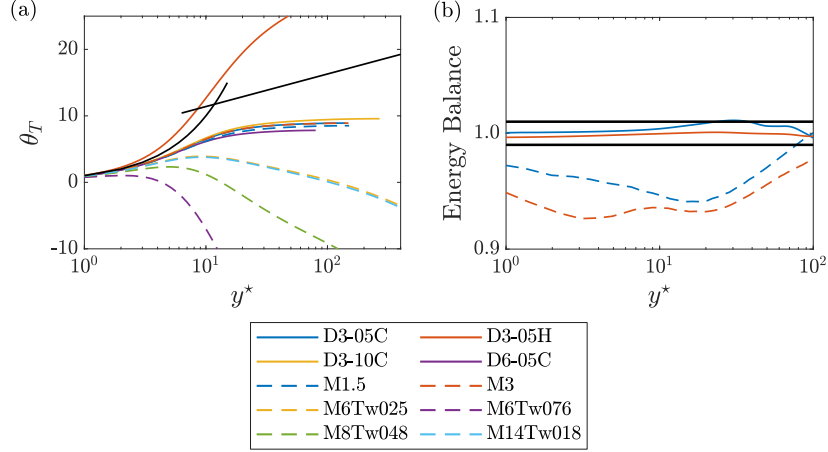 (a)
20
10
0
-10
θ_T
10^0
10^1
10^2
y^⋆
(b)
1.1
1.0
0.9
Energy Balance
10^0
10^1
10^2
y^⋆
D3-05C D3-05H
D3-10C D6-05C
M1.5 M3
M6Tw025 M6Tw076
M8Tw048 M14Tw018